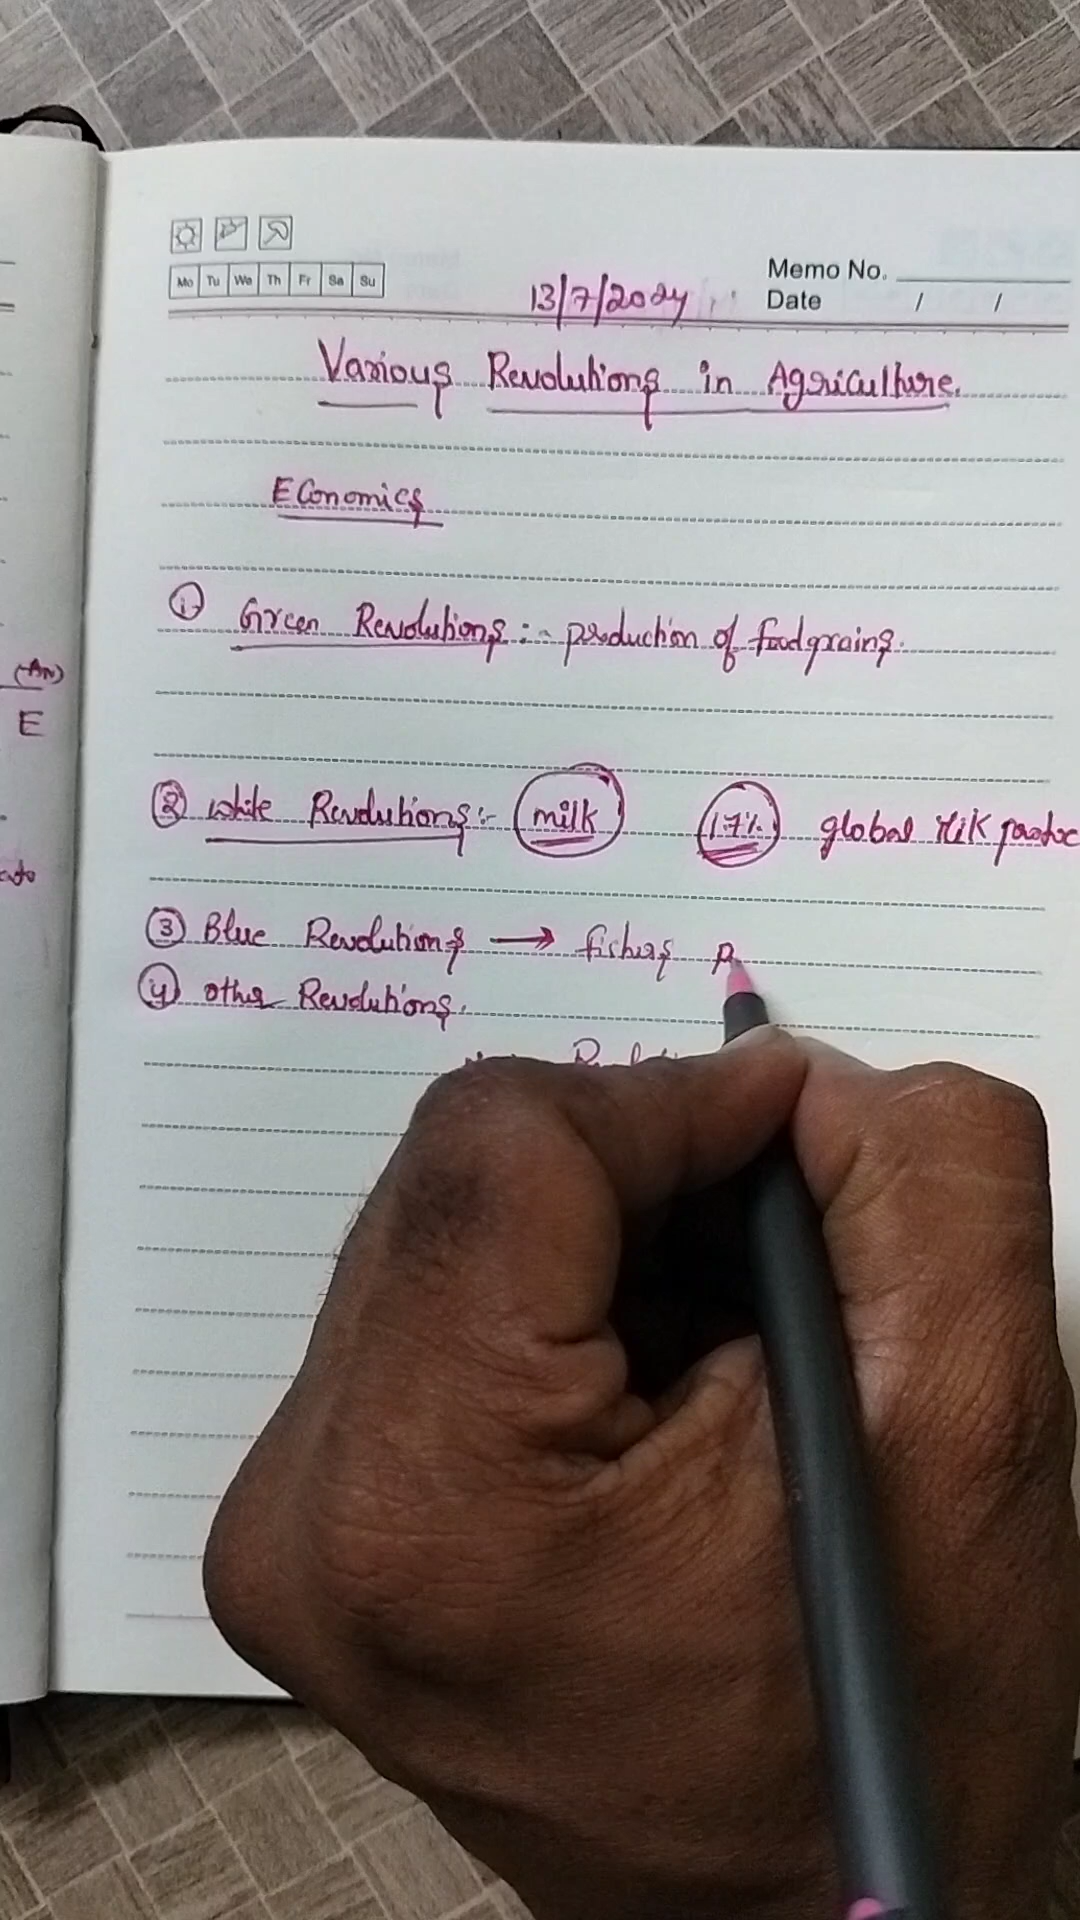 Mo Tu We Th Fr Sa Su
Memo No.
13/7/2024
Date / /
Various Revolutions in Agriculture.
Economics
① Green Revolutions :- production of foodgrains.
(AN)
E
② white Revolutions :- milk 17% global milk produc
③ Blue Revolutions → fishers P
④ other Revolutions.